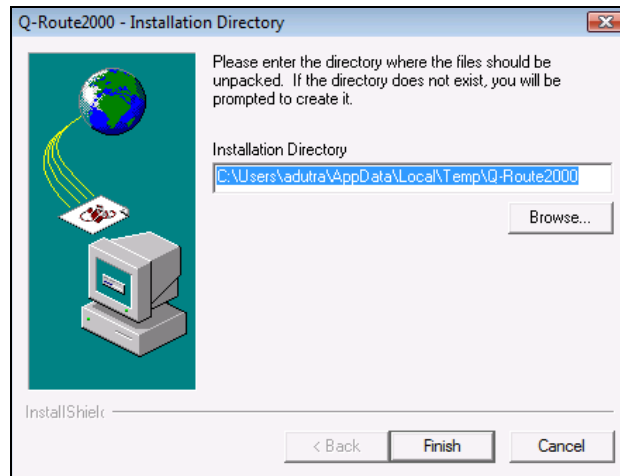 Q-Route2000 - Installation Directory
Please enter the directory where the files should be
unpacked. If the directory does not exist, you will be
prompted to create it.
Installation Directory
C:\Users\adutra\AppData\Local\Temp\Q-Route2000
Browse...
InstallShield
< Back Finish Cancel